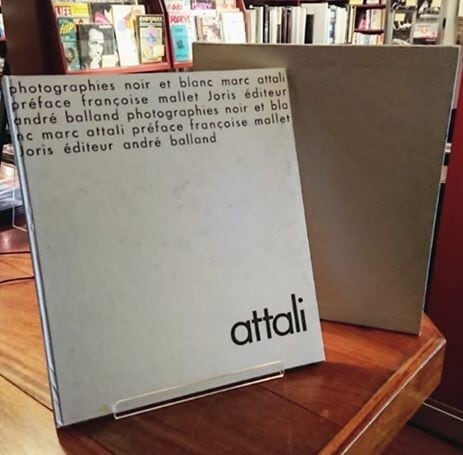 LIFE
photographies noir et blanc marc attali
préface françoise mallet Joris éditeur
andré balland photographies noir et bla
nc marc attali préface françoise mallet
joris éditeur andré balland
attali